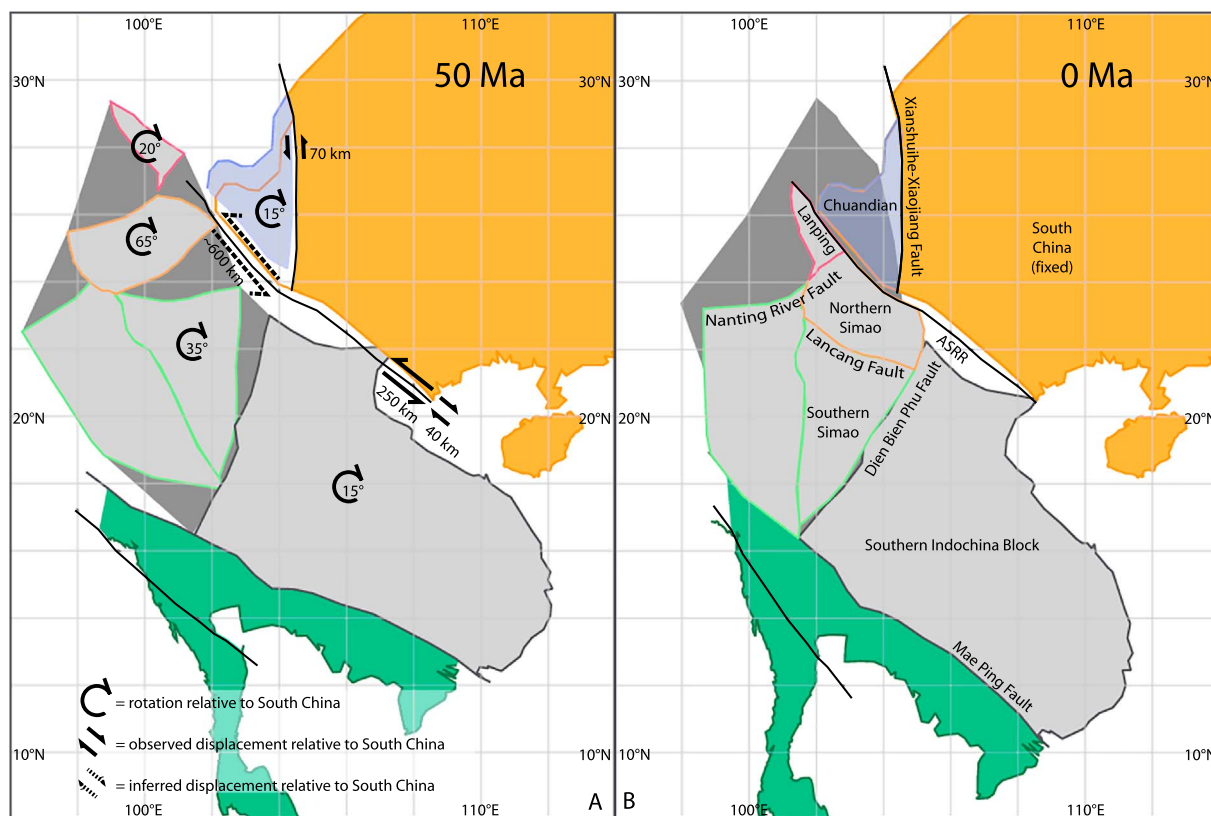 100°E
110°E
30°N
50 Ma
30°N
20°
70 km
15°
65°
~600 km
35°
250 km
40 km
20°N
15°
= rotation relative to South China
= observed displacement relative to South China
= inferred displacement relative to South China
10°N
10°N
100°E
110°E
A
100°E
110°E
30°N
0 Ma
30°N
Xianshuihe-Xiaojiang Fault
Chuandian
Lanping
South
China
(fixed)
Nanting River Fault
Northern
Simao
ASRR
Lancang Fault
20°N
20°N
Southern
Simao
Dien Bien Phu Fault
Southern Indochina Block
Mae Ping Fault
10°N
10°N
B
100°E
110°E